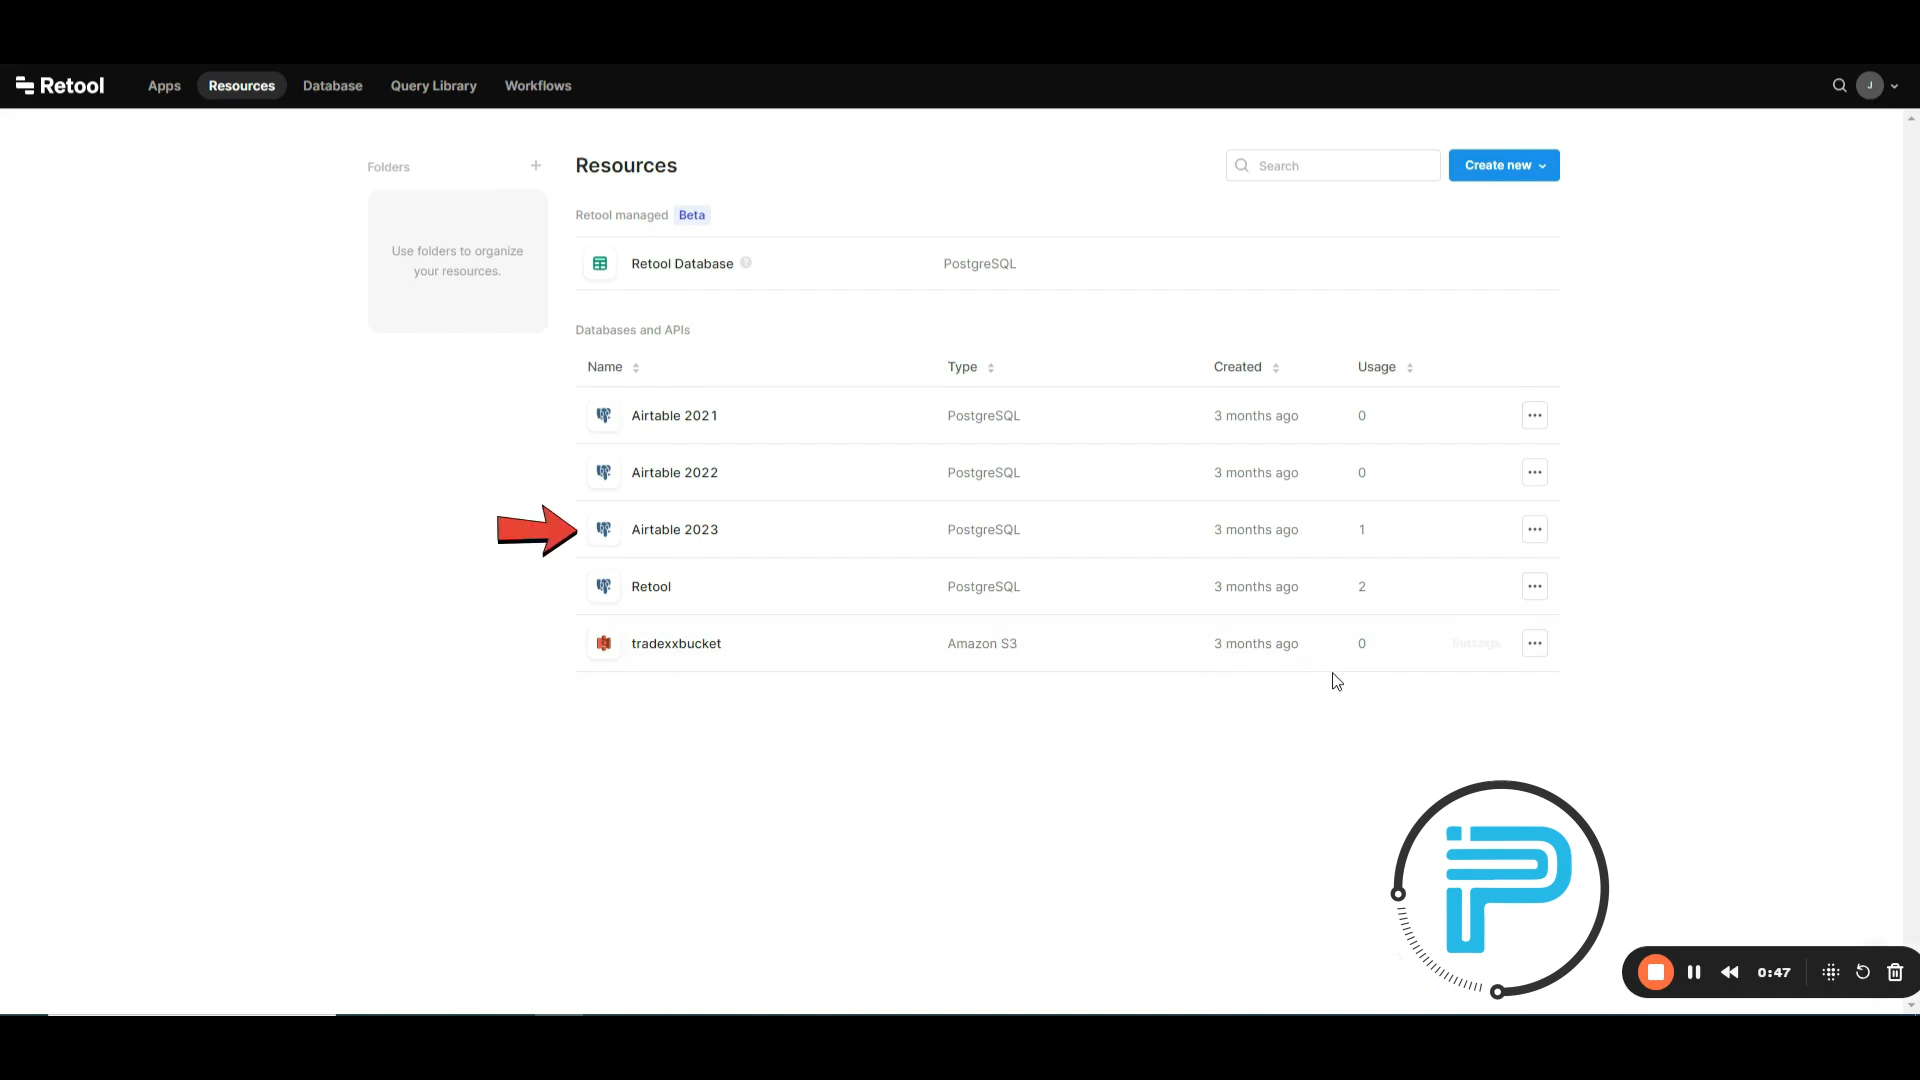 Retool Apps Resources Database Query Library Workflows J
Folders
Use folders to organize
your resources.
Resources
Search
Create new
Retool managed Beta
Retool Database PostgreSQL
Databases and APIs
Name Type Created Usage
Airtable 2021 PostgreSQL 3 months ago 0
Airtable 2022 PostgreSQL 3 months ago 0
Airtable 2023 PostgreSQL 3 months ago 1
Retool PostgreSQL 3 months ago 2
tradexxbucket Amazon S3 3 months ago 0
P
0:47